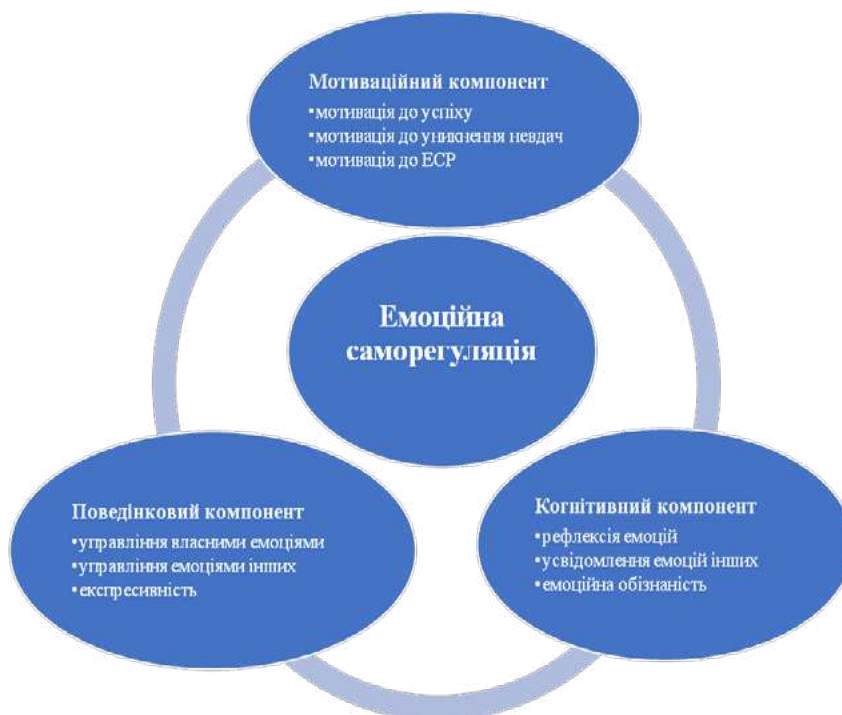 Мотиваційний компонент
•мотивація до успіху
•мотивація до уникнення невдач
•мотивація до ЕСР
Емоційна
саморегуляція
Поведінковий компонент
•управління власними емоціями
•управління емоціями інших
•експресивність
Когнітивний компонент
•рефлексія емоцій
•усвідомлення емоцій інших
•емоційна обізнаність